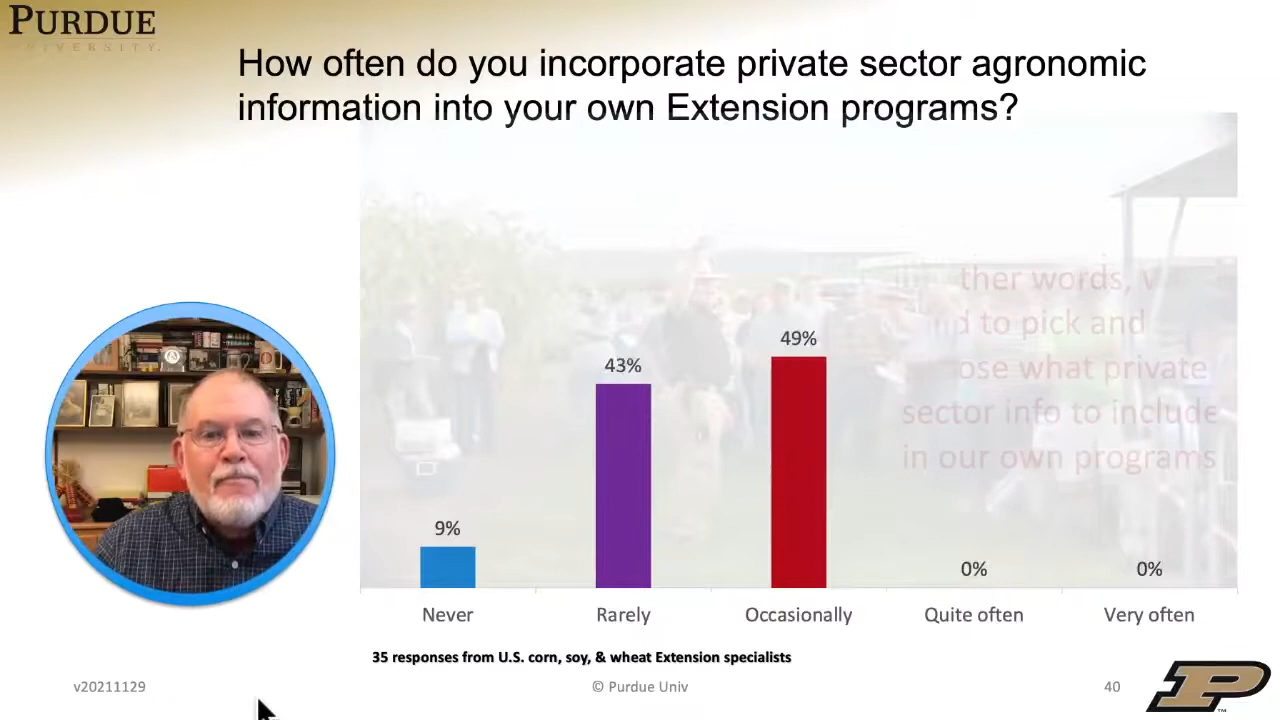 PURDUE
UNIVERSITY.
How often do you incorporate private sector agronomic
information into your own Extension programs?
ther words,
to pick and
ose what private
sector info to include
in our own programs
49%
43%
9%
0%
0%
Never
Rarely
Occasionally
Quite often
Very often
35 responses from U.S. corn, soy, & wheat Extension specialists
v20211129
© Purdue Univ
40
P
TM